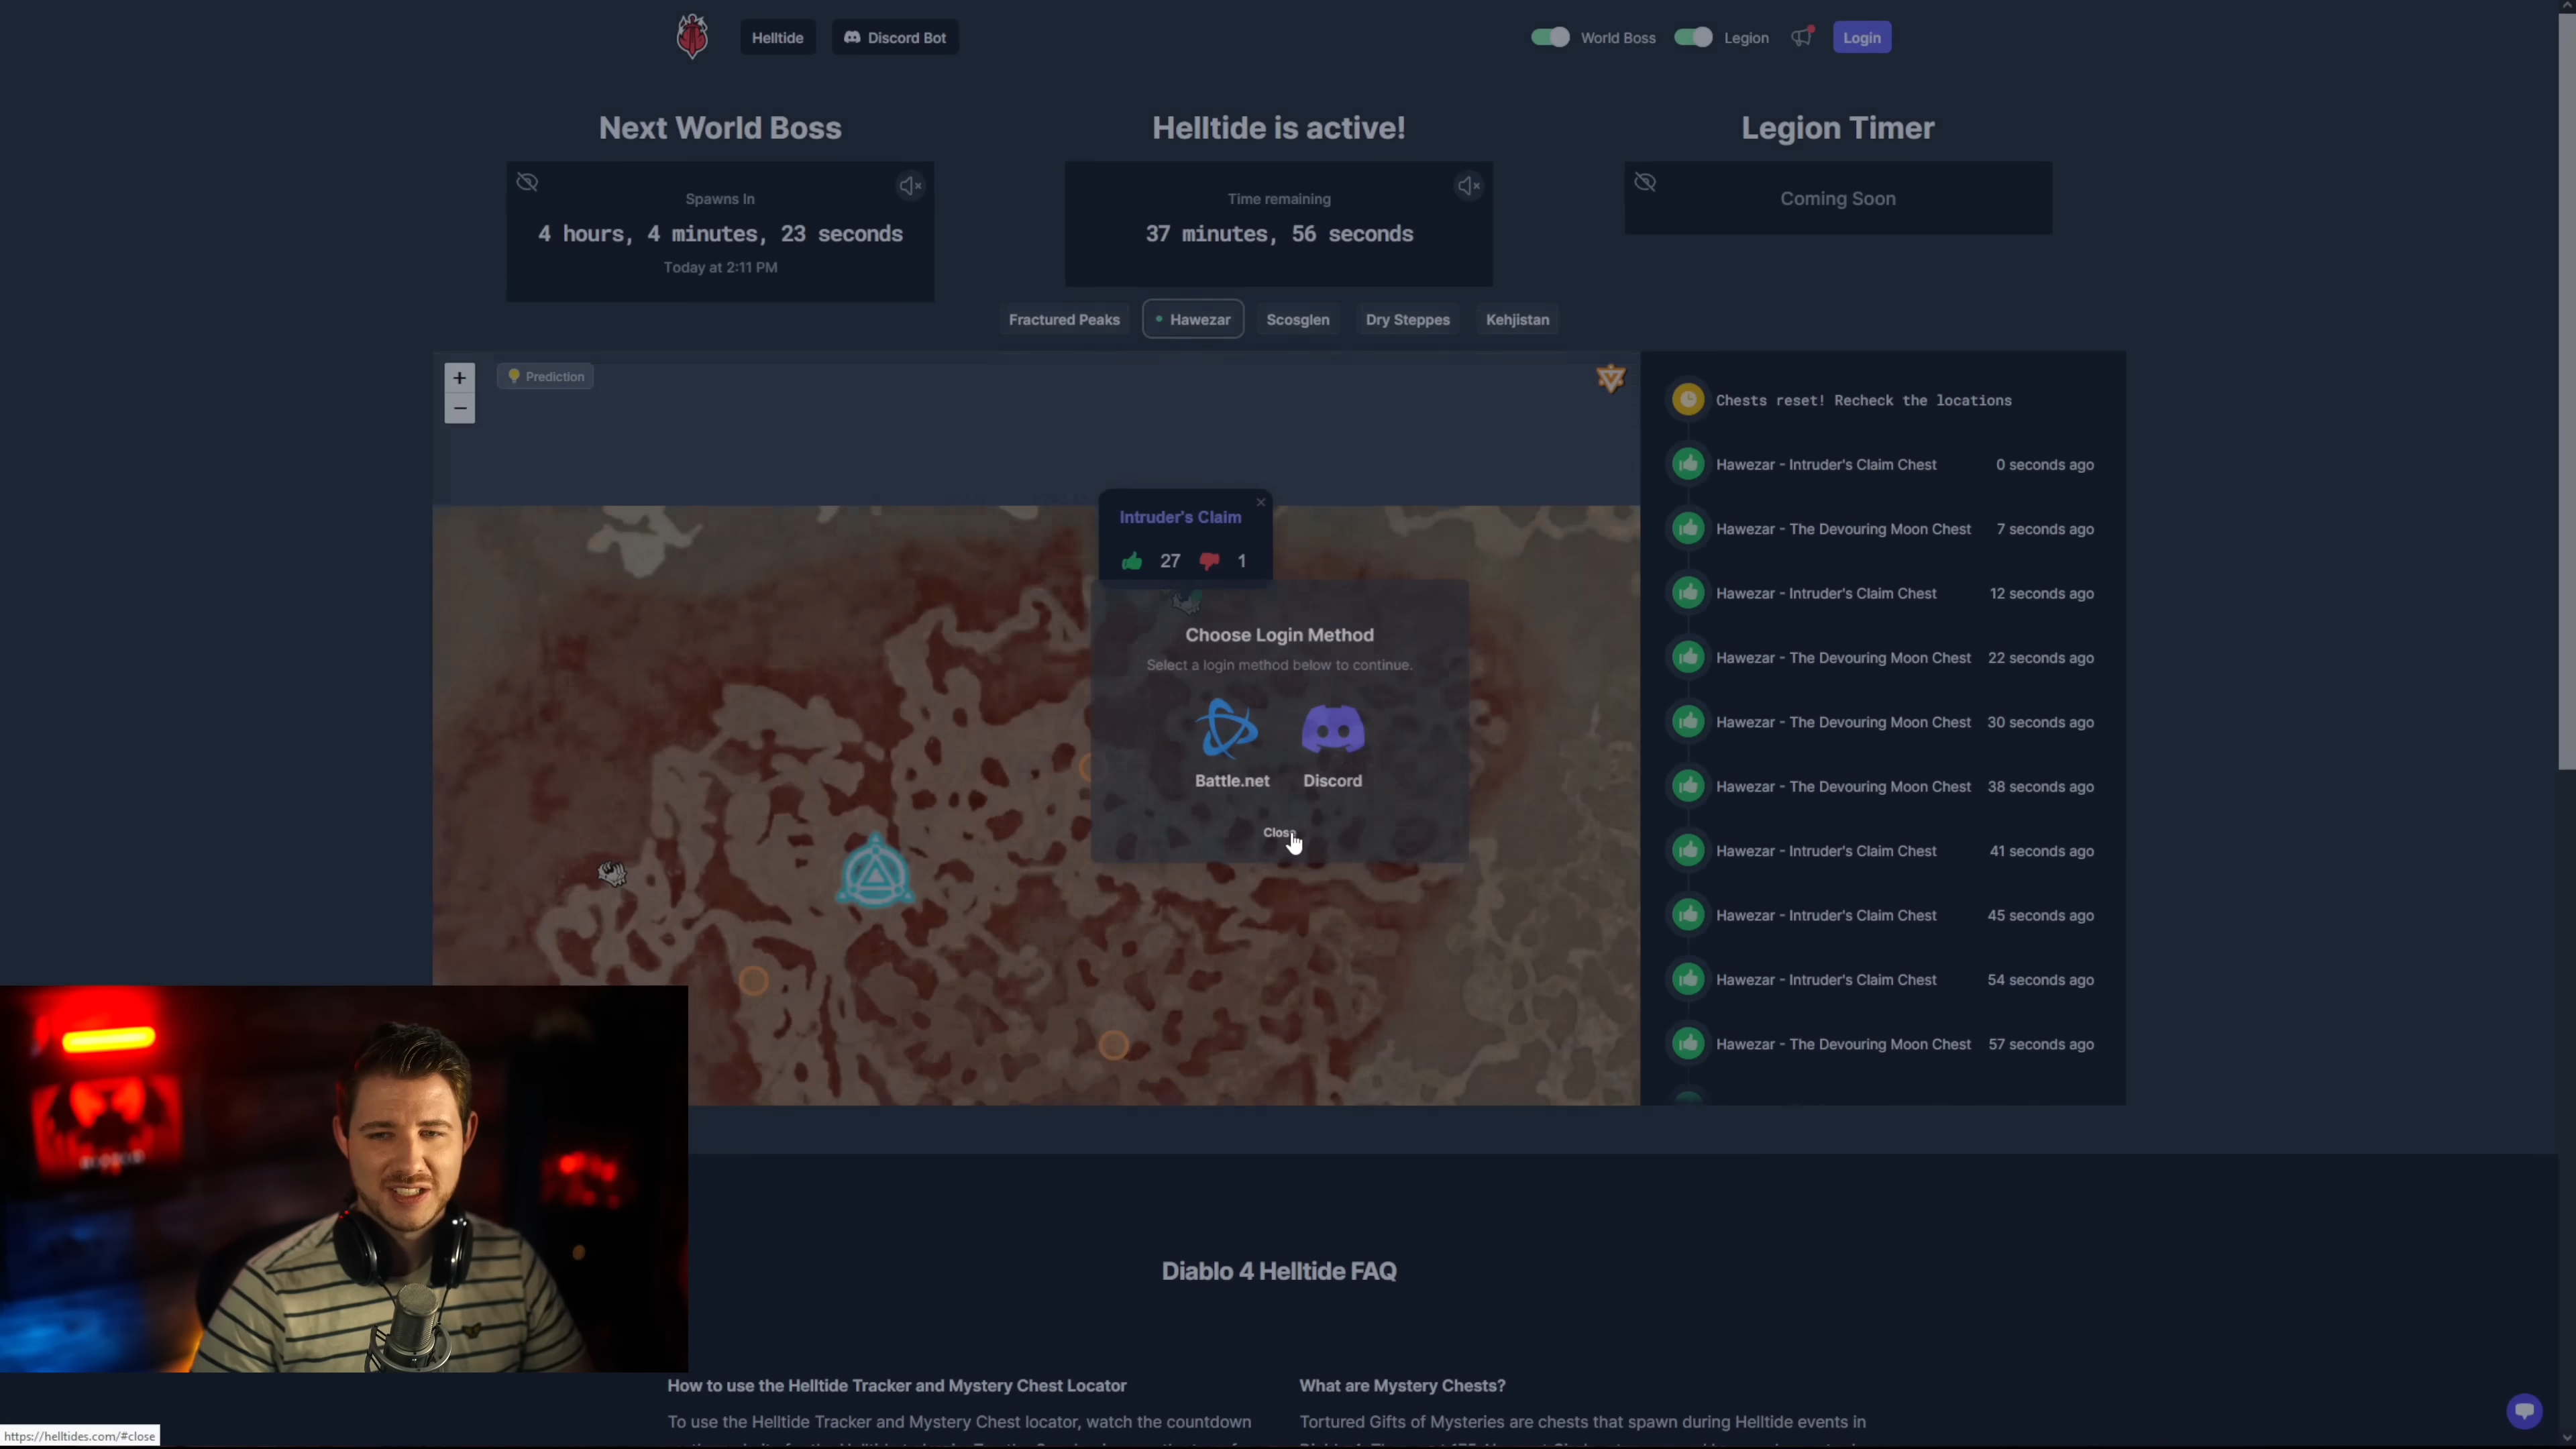 Helltide
Discord Bot
World Boss
Legion
Login
Next World Boss
Spawns In
4 hours, 4 minutes, 23 seconds
Today at 2:11 PM
Helltide is active!
Time remaining
37 minutes, 56 seconds
Legion Timer
Coming Soon
Fractured Peaks
Hawezar
Scosglen
Dry Steppes
Kehjistan
+
−
Prediction
Intruder's Claim
27
1
Choose Login Method
Select a login method below to continue.
Battle.net
Discord
Close
Chests reset! Recheck the locations
Hawezar - Intruder's Claim Chest 0 seconds ago
Hawezar - The Devouring Moon Chest 7 seconds ago
Hawezar - Intruder's Claim Chest 12 seconds ago
Hawezar - The Devouring Moon Chest 22 seconds ago
Hawezar - The Devouring Moon Chest 30 seconds ago
Hawezar - The Devouring Moon Chest 38 seconds ago
Hawezar - Intruder's Claim Chest 41 seconds ago
Hawezar - Intruder's Claim Chest 45 seconds ago
Hawezar - Intruder's Claim Chest 54 seconds ago
Hawezar - The Devouring Moon Chest 57 seconds ago
Diablo 4 Helltide FAQ
How to use the Helltide Tracker and Mystery Chest Locator
To use the Helltide Tracker and Mystery Chest locator, watch the countdown
What are Mystery Chests?
Tortured Gifts of Mysteries are chests that spawn during Helltide events in
https://helltides.com/#close